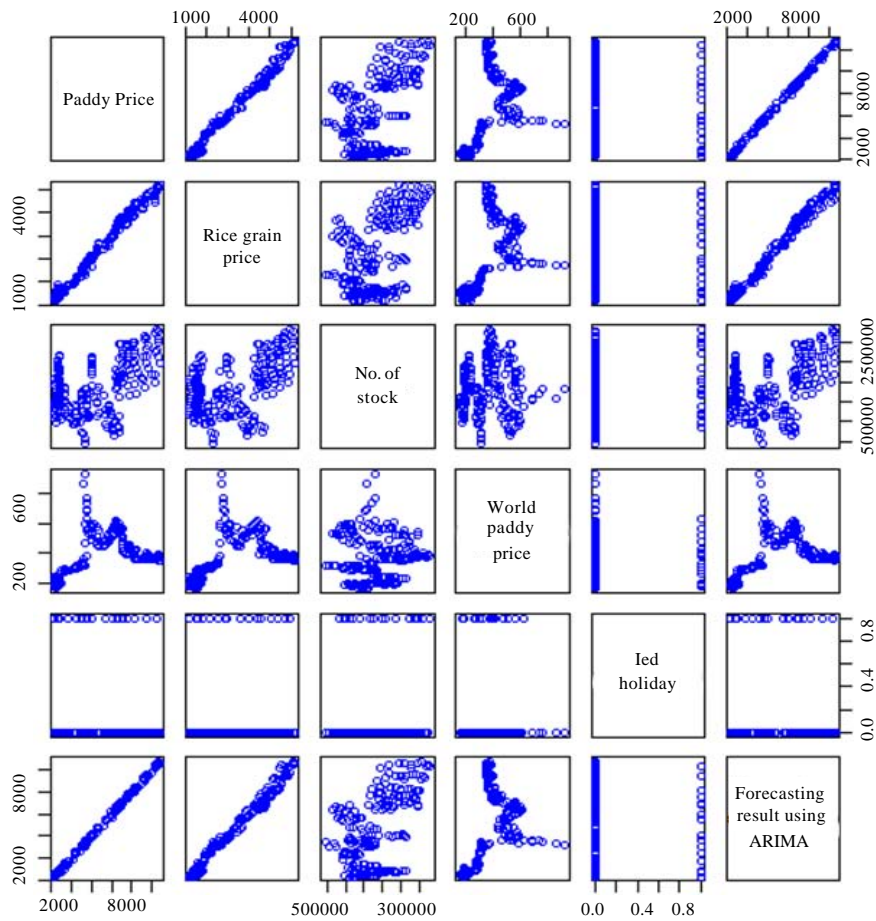 1000 4000
200 600
2000 8000
Paddy Price
2000 8000
1000 4000
Rice grain
price
No. of
stock
500000 2500000
200 600
World
paddy
price
Ied
holiday
0.0 0.4 0.8
2000 8000
Forecasting
result using
ARIMA
2000 8000
500000 300000
0.0 0.4 0.8